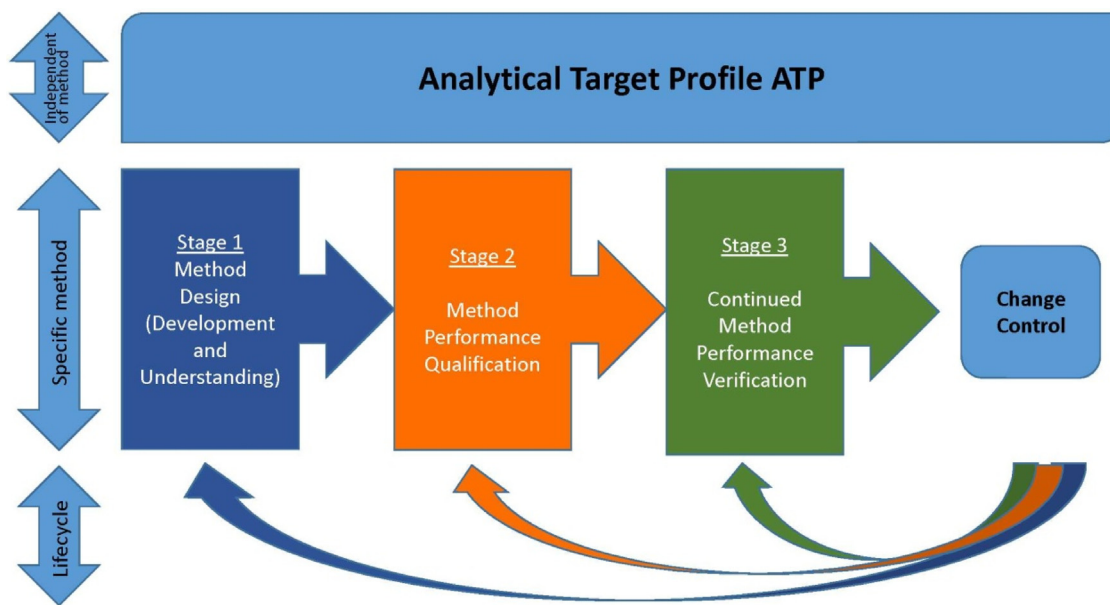 Independent
of method
Analytical Target Profile ATP
Specific method
Stage 1
Method
Design
(Development
and
Understanding)
Stage 2
Method
Performance
Qualification
Stage 3
Continued
Method
Performance
Verification
Change
Control
Lifecycle